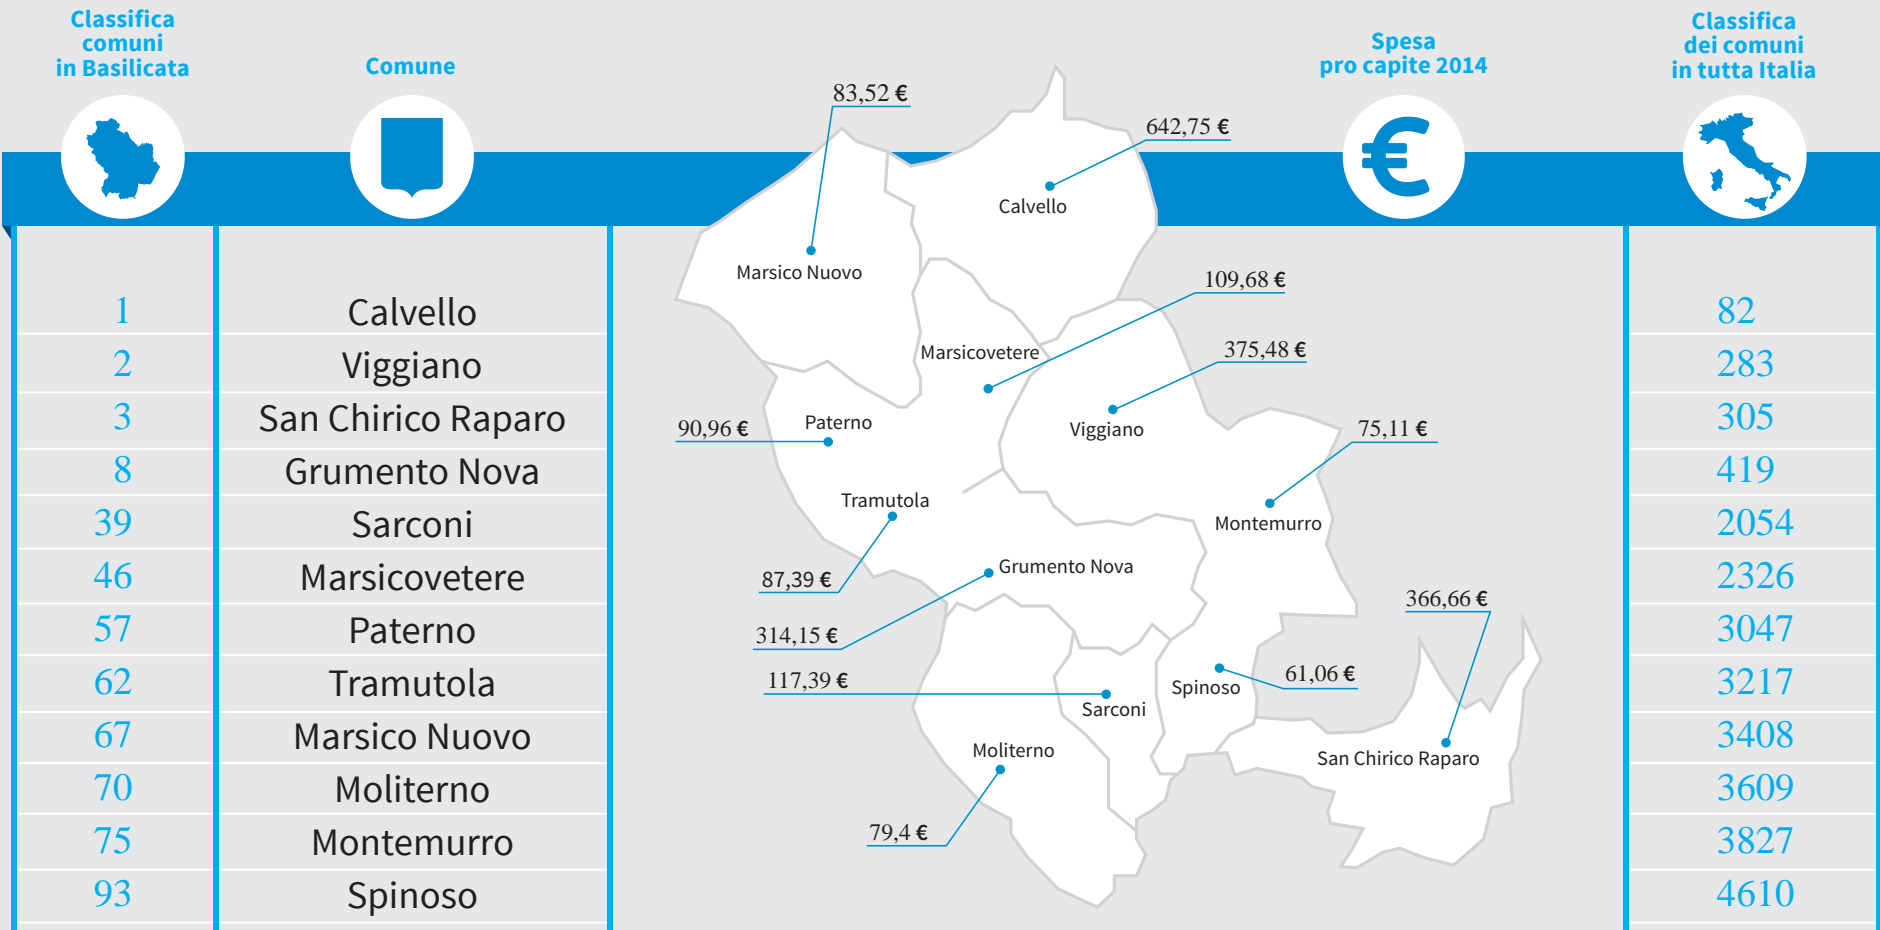 Classifica
comuni
in Basilicata
Comune
Spesa
pro capite 2014
Classifica
dei comuni
in tutta Italia
1 Calvello 82
2 Viggiano 283
3 San Chirico Raparo 305
8 Grumento Nova 419
39 Sarconi 2054
46 Marsicovetere 2326
57 Paterno 3047
62 Tramutola 3217
67 Marsico Nuovo 3408
70 Moliterno 3609
75 Montemurro 3827
93 Spinoso 4610
83,52 €
642,75 €
Calvello
Marsico Nuovo
109,68 €
Marsicovetere
375,48 €
Paterno
90,96 €
Viggiano
75,11 €
Tramutola
Montemurro
87,39 €
Grumento Nova
366,66 €
314,15 €
117,39 €
61,06 €
Spinoso
Sarconi
Moliterno
San Chirico Raparo
79,4 €